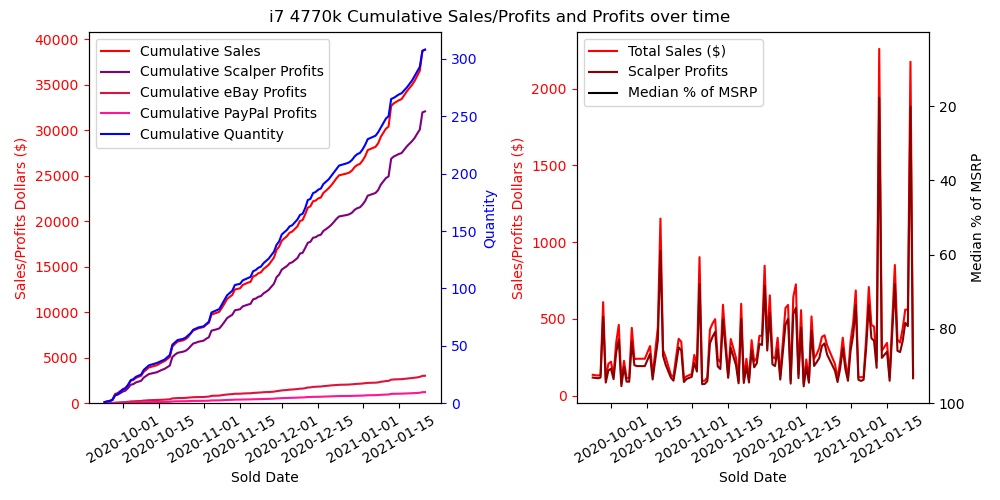 i7 4770k Cumulative Sales/Profits and Profits over time
Cumulative Sales
Cumulative Scalper Profits
Cumulative eBay Profits
Cumulative PayPal Profits
Cumulative Quantity
Sales/Profits Dollars ($)
40000
35000
30000
25000
20000
15000
10000
5000
0
300
250
200
150
100
50
0
Quantity
2020-10-01
2020-10-15
2020-11-01
2020-11-15
2020-12-01
2020-12-15
2021-01-01
2021-01-15
Sold Date
Total Sales ($)
Scalper Profits
Median % of MSRP
Sales/Profits Dollars ($)
2000
1500
1000
500
0
20
40
60
80
100
Median % of MSRP
2020-10-01
2020-10-15
2020-11-01
2020-11-15
2020-12-01
2020-12-15
2021-01-01
2021-01-15
Sold Date